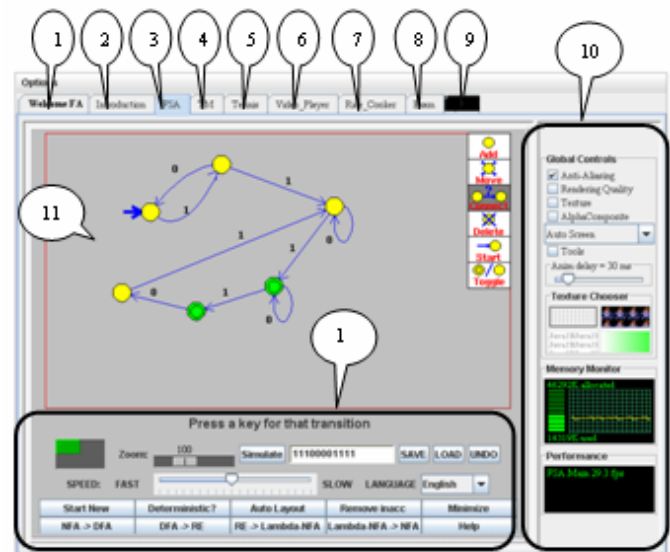 1 2 3 4 5 6 7 8 9 10
Options
Welcome FA Introduction FSA TM Tennis Video_Player Rice_Cooker
Add
Move
Connect
Delete
Start
Toggle
11
0 1 1 0 1 1 1 0 0
1
Global Controls
Anti-Aliasing
Rendering Quality
Texture
AlphaComposite
Auto Screen
Tools
Anim delay = 30 ms
Texture Chooser
Memory Monitor
allocated
used
Performance
FSA Main 29.3 fps
Press a key for that transition
Zoom: 100 Simulate 11100001111 SAVE LOAD UNDO
SPEED: FAST SLOW LANGUAGE English
Start New Deterministic? Auto Layout Remove inacc Minimize
NFA -> DFA DFA -> RE RE -> Lambda-NFA Lambda-NFA -> NFA Help